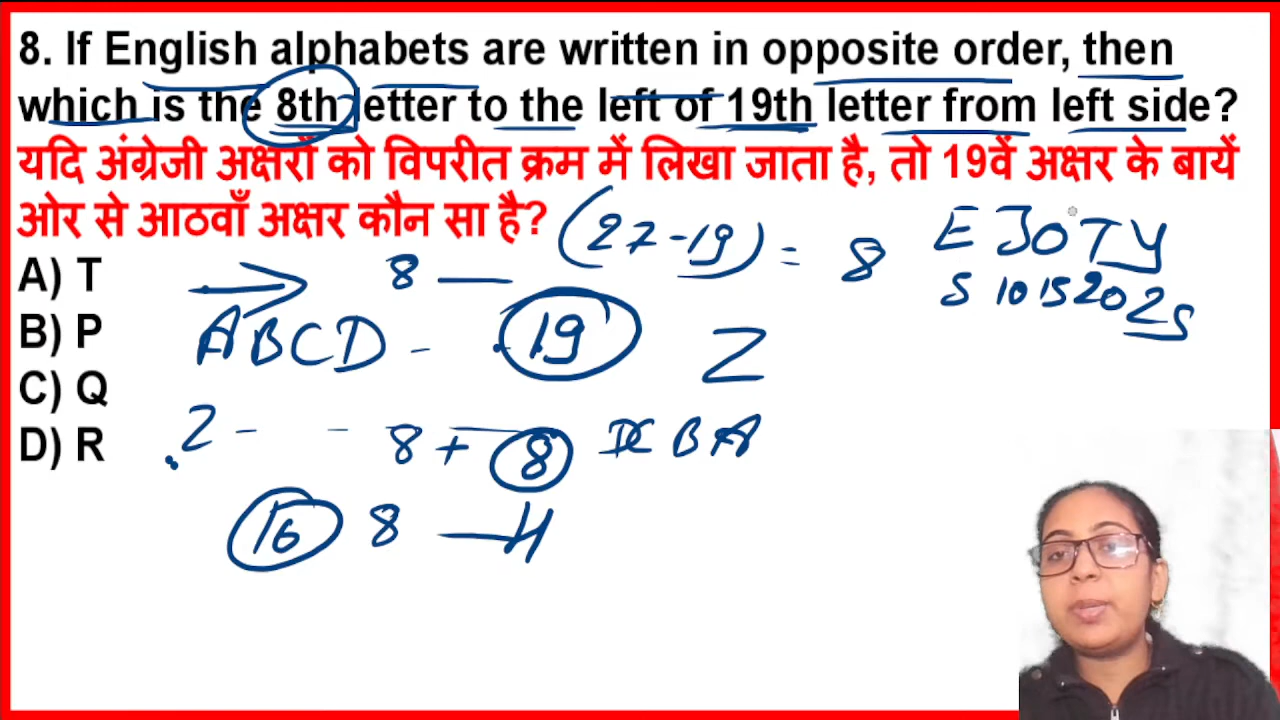 8. If English alphabets are written in opposite order, then
which is the 8th letter to the left of 19th letter from left side?
यदि अंग्रेजी अक्षरों को विपरीत क्रम में लिखा जाता है, तो 19वें अक्षर के बायें
ओर से आठवाँ अक्षर कौन सा है?
(27-19) = 8
E J O T Y
5 10 15 20 25
A) T
B) P
C) Q
D) R
8 —
A B C D - - - 19 Z
Z - - 8 + 8 D C B A
16 8 — H